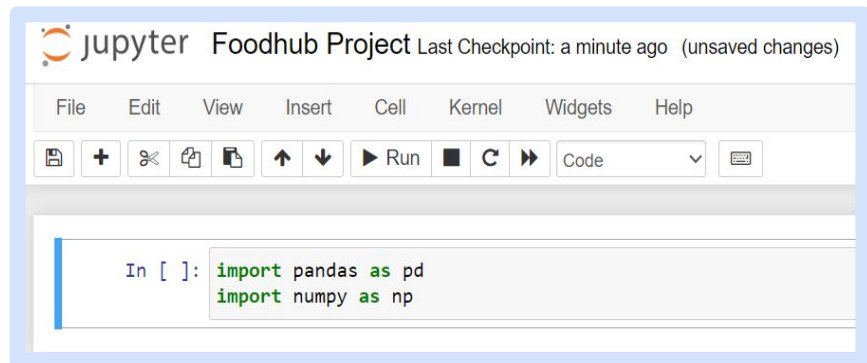 jupyter Foodhub Project Last Checkpoint: a minute ago (unsaved changes)
File Edit View Insert Cell Kernel Widgets Help
Run Code
In [ ]: import pandas as pd
import numpy as np